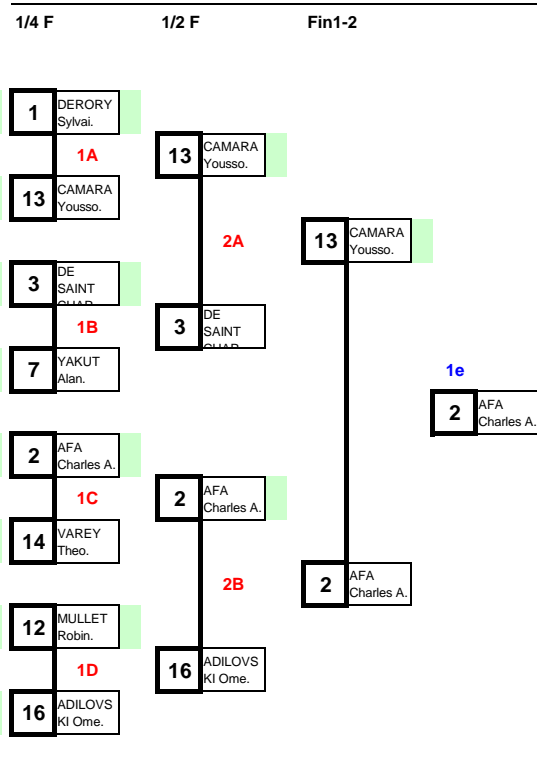 1/4 F 1/2 F Fin1-2
1 DERORY
Sylvai.
1A
13 CAMARA
Yousso.
3 DE
SAINT
7 YAKUT
Alan.
1B
2 AFA
Charles A.
1C
14 VAREY
Theo.
12 MULLET
Robin.
1D
16 ADILOVS
KI Ome.
13 CAMARA
Yousso.
2A
3 DE
SAINT
2 AFA
Charles A.
2B
16 ADILOVS
KI Ome.
13 CAMARA
Yousso.
2 AFA
Charles A.
1e
2 AFA
Charles A.